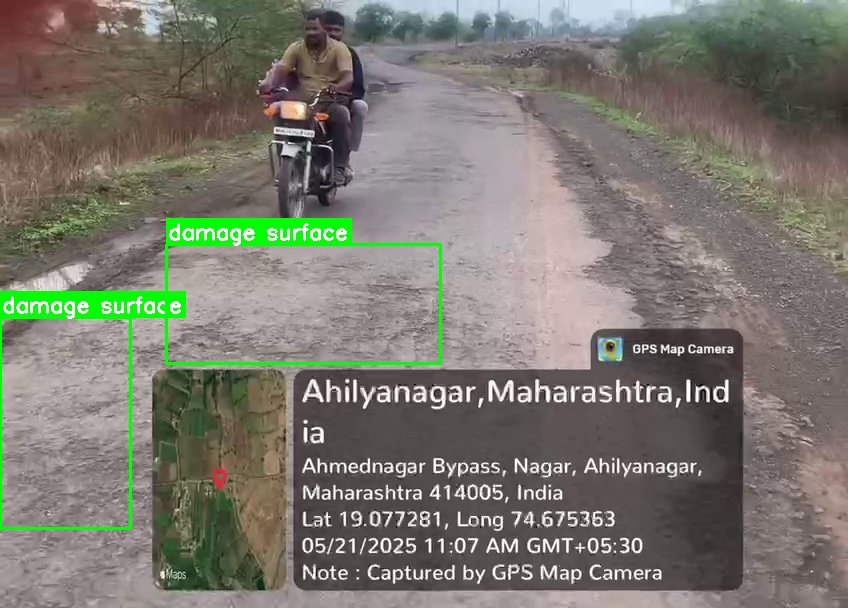 damage surface
damage surface
GPS Map Camera
Ahilyanagar,Maharashtra,Ind
ia
Ahmednagar Bypass, Nagar, Ahilyanagar,
Maharashtra 414005, India
Lat 19.077281, Long 74.675363
05/21/2025 11:07 AM GMT+05:30
Note : Captured by GPS Map Camera
Maps